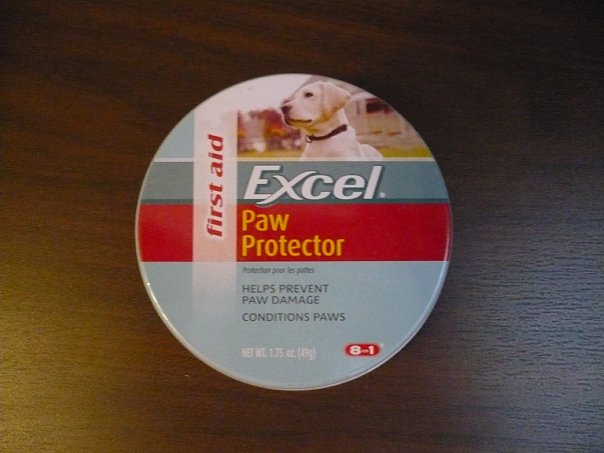 first aid
Excel®
Paw
Protector
Protection pour les pattes
HELPS PREVENT
PAW DAMAGE
CONDITIONS PAWS
NET WT. 1.75 oz. (49g)
8in1®